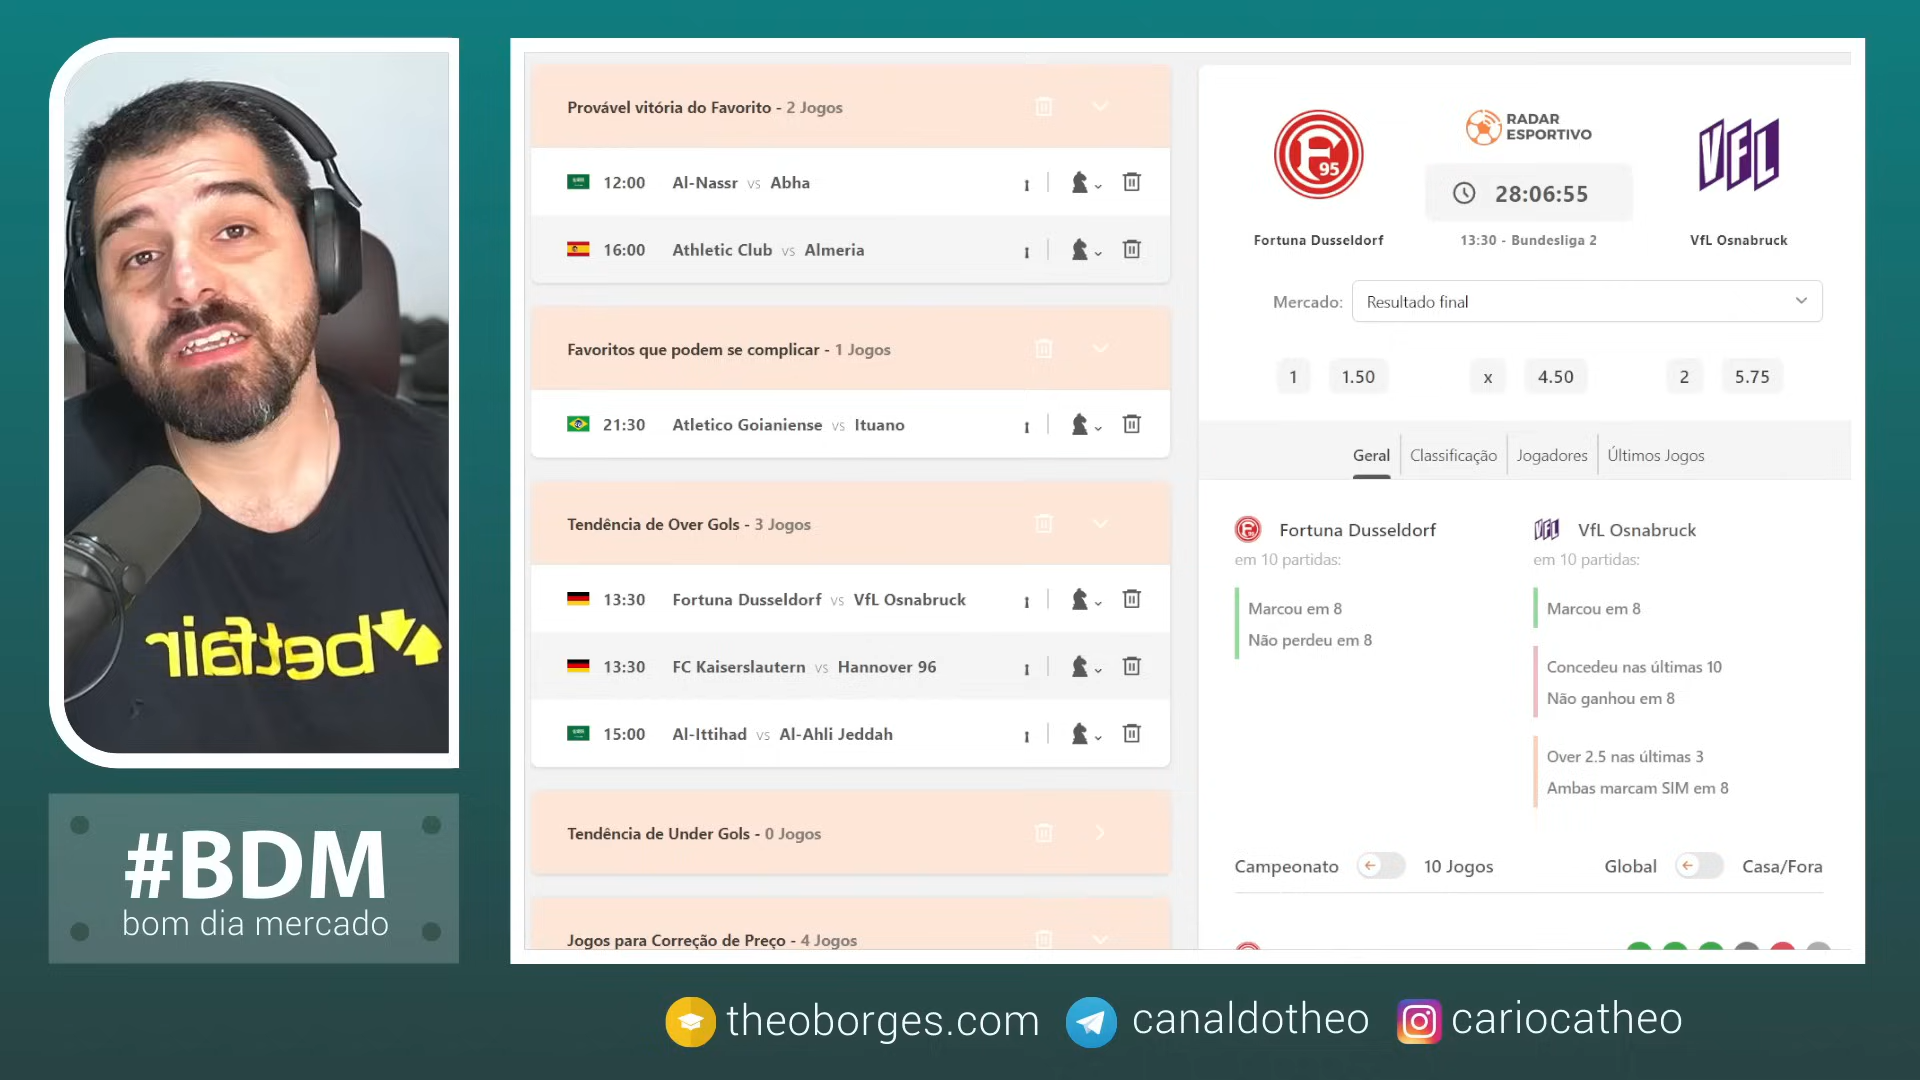 betfair
#BDM
bom dia mercado
Provável vitória do Favorito - 2 Jogos
12:00 Al-Nassr vs Abha
16:00 Athletic Club vs Almeria
Favoritos que podem se complicar - 1 Jogos
21:30 Atletico Goianiense vs Ituano
Tendência de Over Gols - 3 Jogos
13:30 Fortuna Dusseldorf vs VfL Osnabruck
13:30 FC Kaiserslautern vs Hannover 96
15:00 Al-Ittihad vs Al-Ahli Jeddah
Tendência de Under Gols - 0 Jogos
Jogos para Correção de Preço - 4 Jogos
F 95
RADAR
ESPORTIVO
VFL
28:06:55
Fortuna Dusseldorf
13:30 - Bundesliga 2
VfL Osnabruck
Mercado: Resultado final
1 1.50 x 4.50 2 5.75
Geral Classificação Jogadores Últimos Jogos
Fortuna Dusseldorf
em 10 partidas:
Marcou em 8
Não perdeu em 8
VfL Osnabruck
em 10 partidas:
Marcou em 8
Concedeu nas últimas 10
Não ganhou em 8
Over 2.5 nas últimas 3
Ambas marcam SIM em 8
Campeonato 10 Jogos Global Casa/Fora
theoborges.com canaldotheo cariocatheo